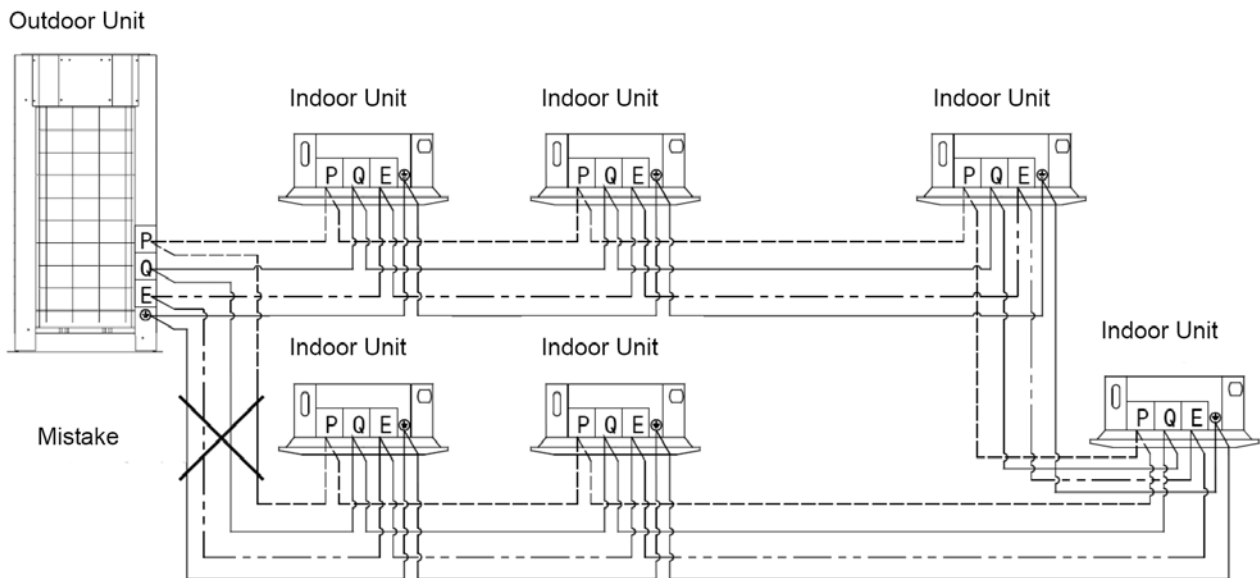 Outdoor Unit
Indoor Unit Indoor Unit Indoor Unit
P Q E P Q E P Q E
P
Q
E
Indoor Unit Indoor Unit Indoor Unit
P Q E P Q E P Q E
Mistake